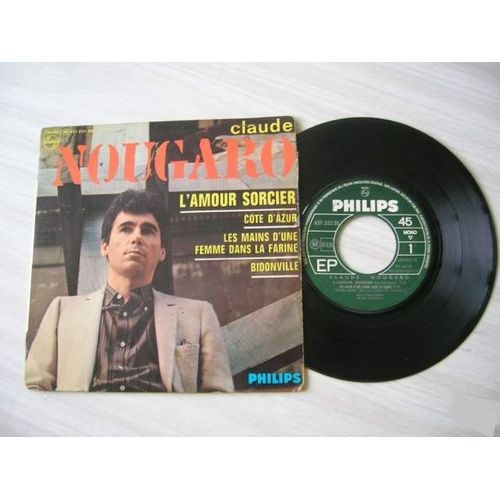 claude
NOUGARO
L'AMOUR SORCIER
CÔTE D'AZUR
LES MAINS D'UNE
FEMME DANS LA FARINE
BIDONVILLE
PHILIPS
PHILIPS
45
MONO
1
EP
CLAUDE NOUGARO